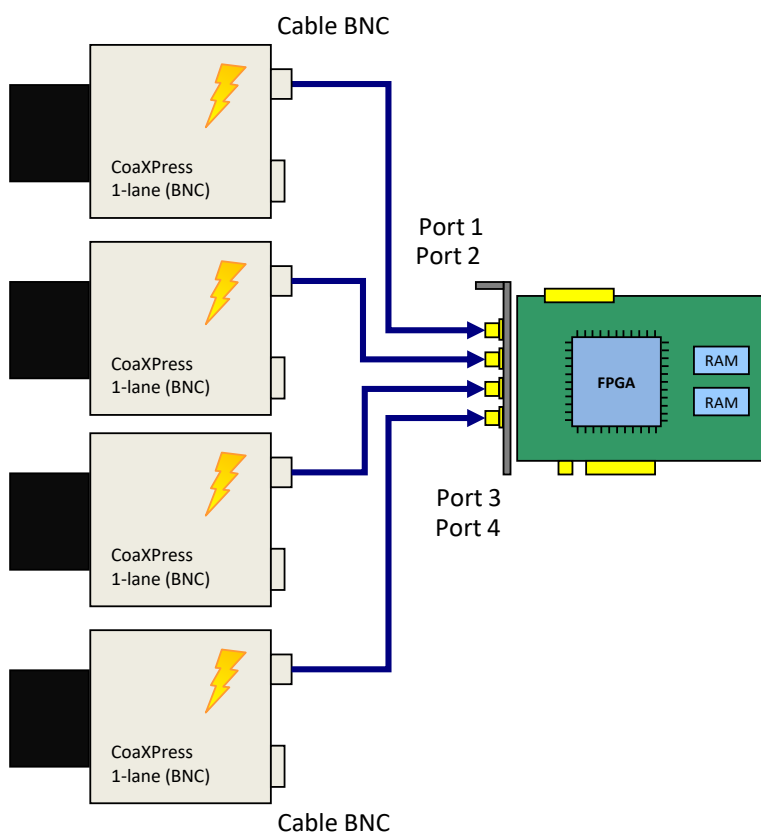 Cable BNC
CoaXPress
1-lane (BNC)
Port 1
Port 2
CoaXPress
1-lane (BNC)
FPGA
RAM
RAM
CoaXPress
1-lane (BNC)
Port 3
Port 4
CoaXPress
1-lane (BNC)
Cable BNC